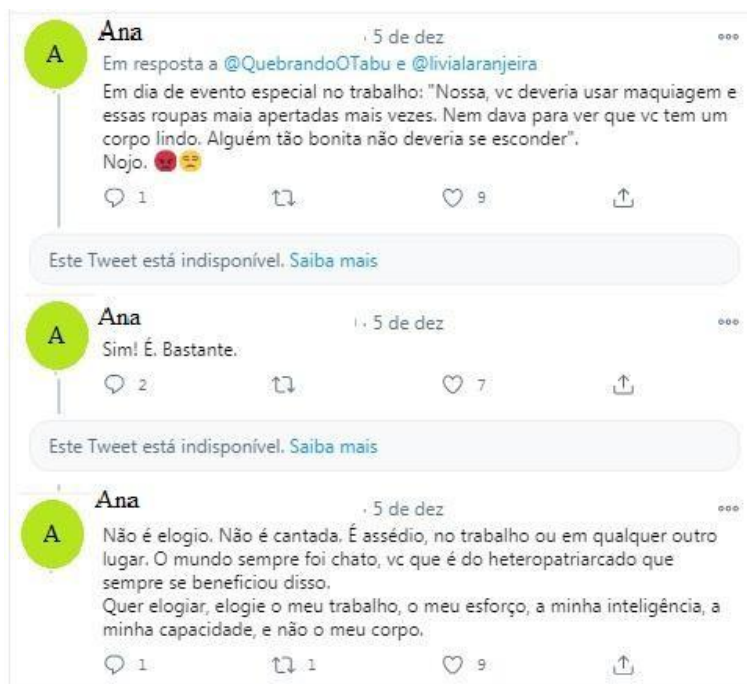 A
Ana
· 5 de dez
Em resposta a @QuebrandoOTabu e @livialaranjeira
Em dia de evento especial no trabalho: "Nossa, vc deveria usar maquiagem e
essas roupas maia apertadas mais vezes. Nem dava para ver que vc tem um
corpo lindo. Alguém tão bonita não deveria se esconder".
Nojo. 😡😒
1 9
Este Tweet está indisponível. Saiba mais
A
Ana
· 5 de dez
Sim! É. Bastante.
2 7
Este Tweet está indisponível. Saiba mais
A
Ana
· 5 de dez
Não é elogio. Não é cantada. É assédio, no trabalho ou em qualquer outro
lugar. O mundo sempre foi chato, vc que é do heteropatriarcado que
sempre se beneficiou disso.
Quer elogiar, elogie o meu trabalho, o meu esforço, a minha inteligência, a
minha capacidade, e não o meu corpo.
1 1 9